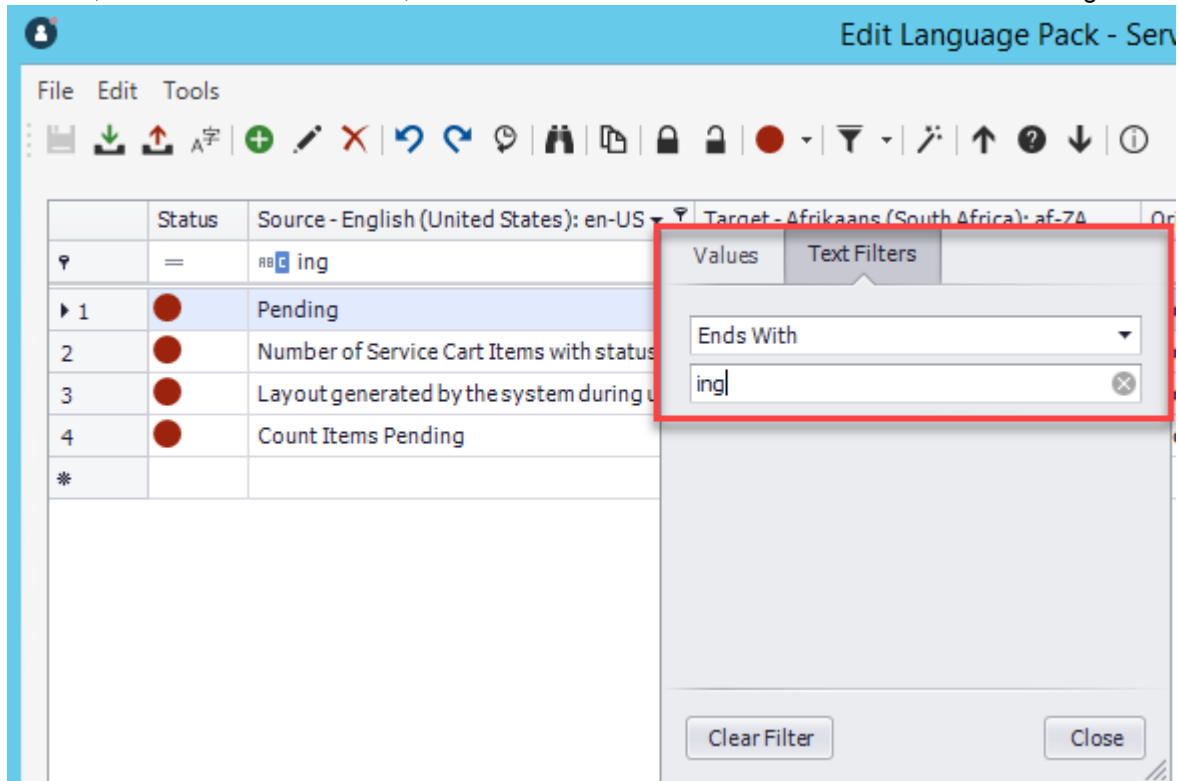 Edit Language Pack - Serv
File Edit Tools
Status Source - English (United States): en-US Target - Afrikaans (South Africa): af-ZA
= ABC ing
Values Text Filters
1 Pending
Ends With
2 Number of Service Cart Items with status
ing
3 Layout generated by the system during u
4 Count Items Pending
*
Clear Filter Close